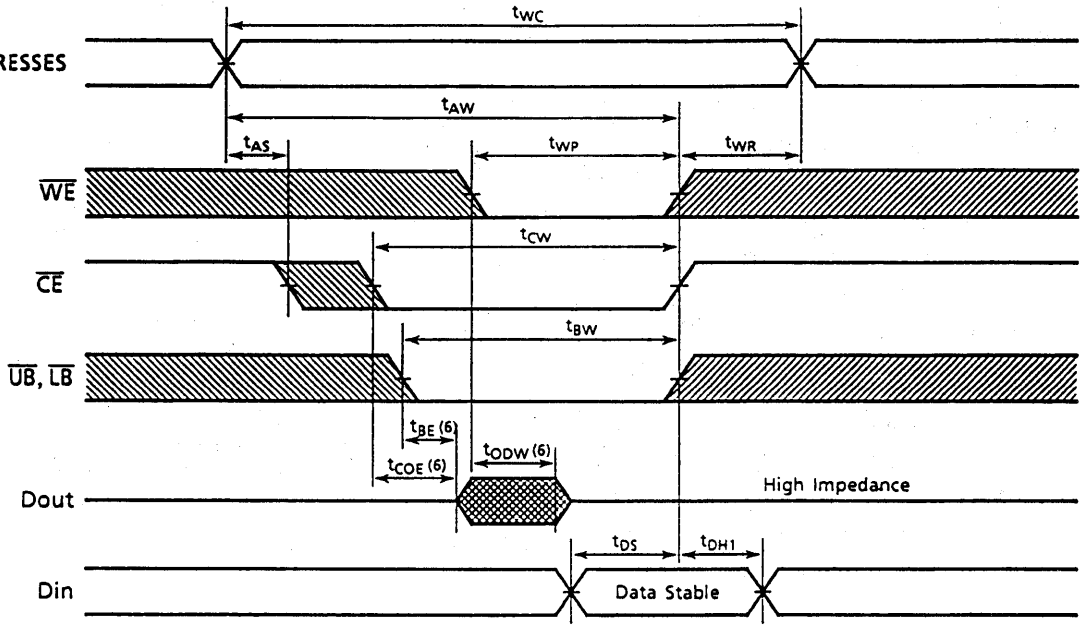 tWC
RESSES
tAW
tAS
tWP
tWR
WE
tCW
CE
tBW
UB, LB
tBE (6)
tCOE (6)
tODW (6)
Dout
High Impedance
tDS
tDH1
Din
Data Stable